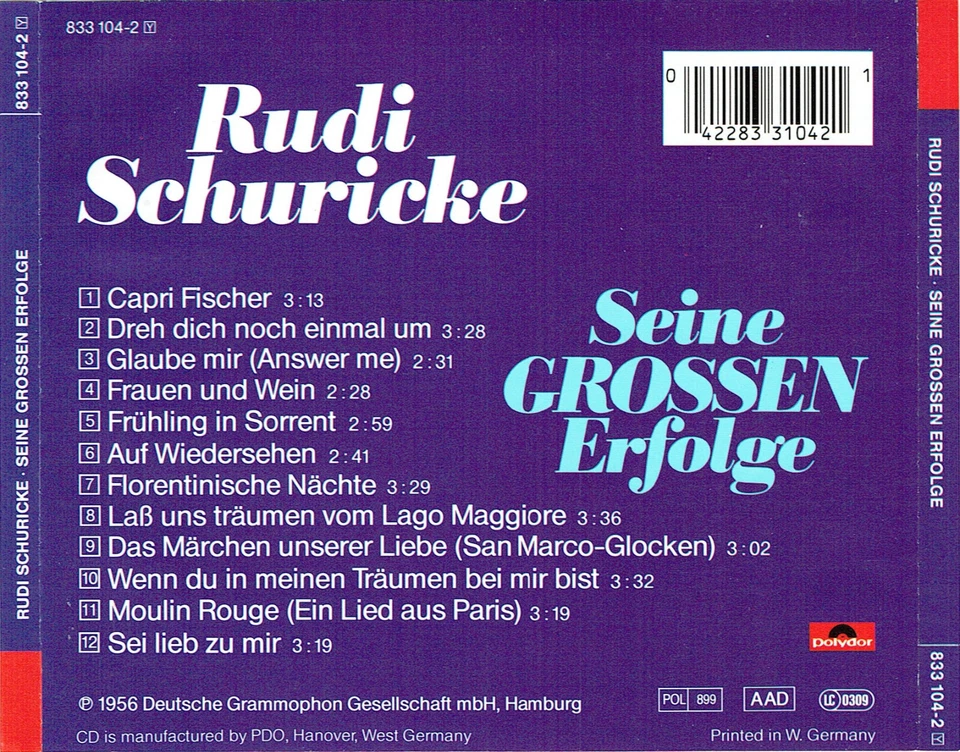 833 104-2 Y
833 104-2 Y
RUDI SCHURICKE · SEINE GROSSEN ERFOLGE
Rudi
Schuricke
0 42283 31042 1
1 Capri Fischer 3:13
2 Dreh dich noch einmal um 3:28
3 Glaube mir (Answer me) 2:31
4 Frauen und Wein 2:28
5 Frühling in Sorrent 2:59
6 Auf Wiedersehen 2:41
7 Florentinische Nächte 3:29
8 Laß uns träumen vom Lago Maggiore 3:36
9 Das Märchen unserer Liebe (San Marco-Glocken) 3:02
10 Wenn du in meinen Träumen bei mir bist 3:32
11 Moulin Rouge (Ein Lied aus Paris) 3:19
12 Sei lieb zu mir 3:19
Seine
GROSSEN
Erfolge
polydor
℗ 1956 Deutsche Grammophon Gesellschaft mbH, Hamburg
POL 899
AAD
LC 0309
CD is manufactured by PDO, Hanover, West Germany
Printed in W. Germany
RUDI SCHURICKE · SEINE GROSSEN ERFOLGE
833 104-2 Y